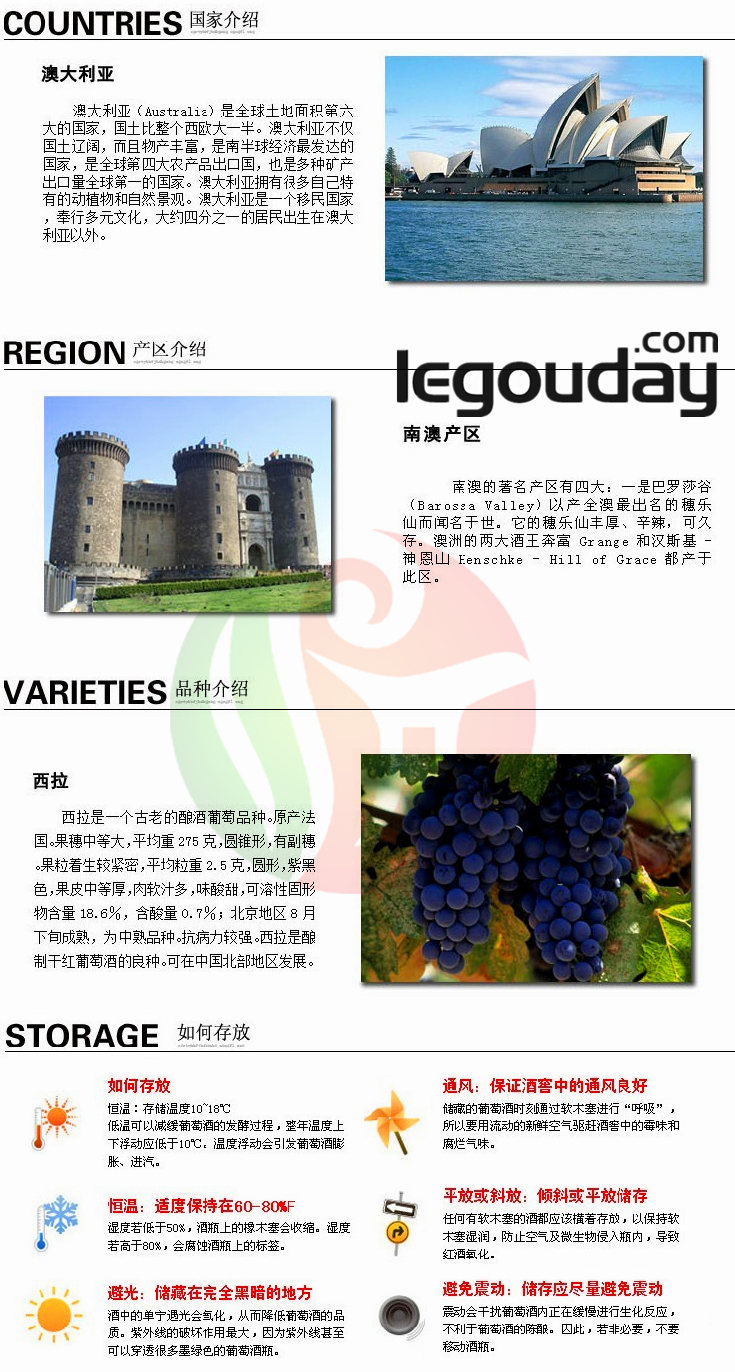 COUNTRIES 国家介绍
澳大利亚
澳大利亚（Australia）是全球土地面积第六
大的国家，国土比整个西欧大一半。澳大利亚不仅
国土辽阔，而且物产丰富，是南半球经济最发达的
国家，是全球第四大农产品出口国，也是多种矿产
出口量全球第一的国家。澳大利亚拥有很多自己特
有的动植物和自然景观。澳大利亚是一个移民国家
，奉行多元文化，大约四分之一的居民出生在澳大
利亚以外。
REGION 产区介绍
legouday.com
南澳产区
南澳的著名产区有四大：一是巴罗莎谷
（Barossa Valley）以产全澳最出名的穗乐
仙而闻名于世。它的穗乐仙丰厚、辛辣，可久
存。澳洲的两大酒王奔富 Grange 和汉斯基 -
神恩山 Henschke - Hill of Grace 都产于
此区。
VARIETIES 品种介绍
西拉
西拉是一个古老的酿酒葡萄品种。原产法
国。果穗中等大，平均重 275 克，圆锥形，有副穗
。果粒着生较紧密，平均粒重 2.5 克，圆形，紫黑
色，果皮中等厚，肉软汁多，味酸甜，可溶性固形
物含量 18.6%，含酸量 0.7%；北京地区 8 月
下旬成熟，为中熟品种。抗病力较强。西拉是酿
制干红葡萄酒的良种。可在中国北部地区发展。
STORAGE 如何存放
如何存放
恒温：存储温度10~18℃
低温可以减缓葡萄酒的发酵过程，整年温度上
下浮动应低于10℃。温度浮动会引发葡萄酒膨
胀、进汽。
恒温：适度保持在60-80%F
湿度若低于50%，酒瓶上的橡木塞会收缩。湿度
若高于80%，会腐蚀酒瓶上的标签。
避光：储藏在完全黑暗的地方
酒中的单宁遇光会氧化，从而降低葡萄酒的品
质。紫外线的破坏作用最大，因为紫外线甚至
可以穿透很多墨绿色的葡萄酒瓶。
通风：保证酒窖中的通风良好
储藏的葡萄酒时刻通过软木塞进行“呼吸”，
所以要用流动的新鲜空气驱赶酒窖中的霉味和
腐烂气味。
平放或斜放：倾斜或平放储存
任何有软木塞的酒都应该横着存放，以保持软
木塞湿润，防止空气及微生物侵入瓶内，导致
红酒氧化。
避免震动：储存应尽量避免震动
震动会干扰葡萄酒内正在缓慢进行生化反应，
不利于葡萄酒的陈酿。因此，若非必要，不要
移动酒瓶。